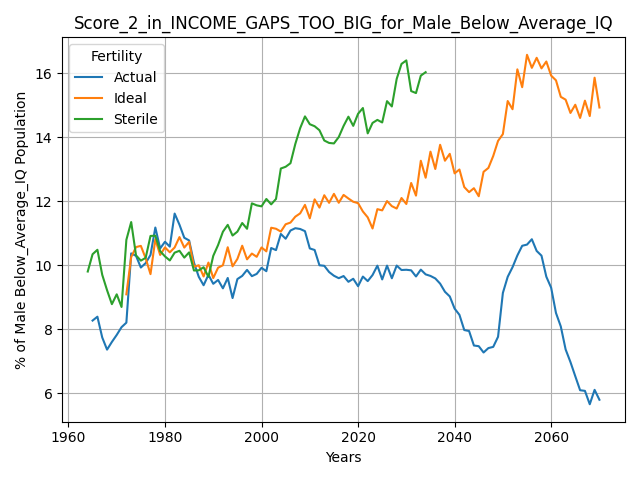 Score_2_in_INCOME_GAPS_TOO_BIG_for_Male_Below_Average_IQ
Fertility
Actual
Ideal
Sterile
% of Male Below_Average_IQ Population
16
14
12
10
8
6
1960
1980
2000
2020
2040
2060
Years